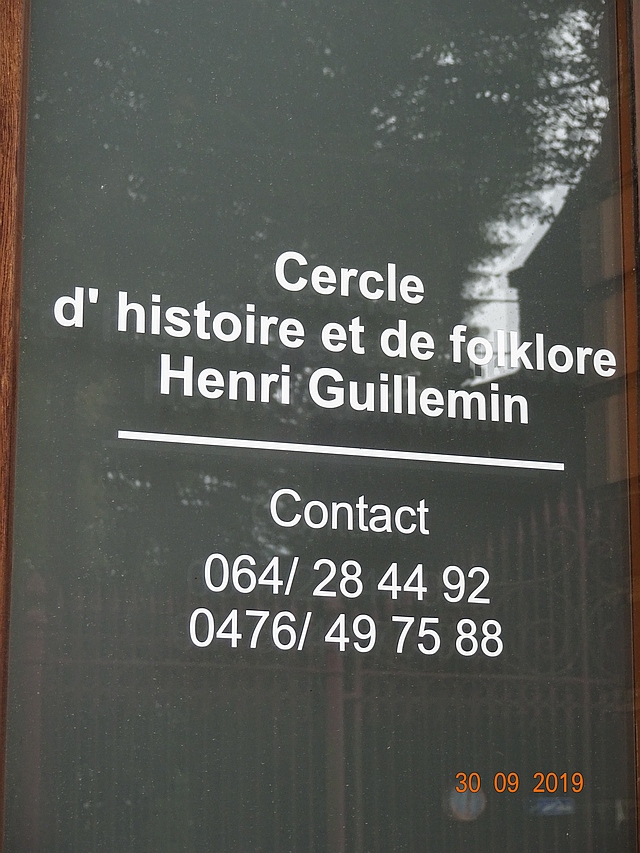 Cercle
d' histoire et de folklore
Henri Guillemin
Contact
064/ 28 44 92
0476/ 49 75 88
30 09 2019